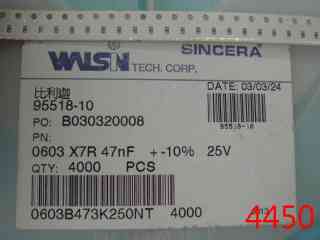 WALSIN
SINCERA
TECH. CORP.
比利迦
DATE: 03/03/24
95518-10
95518-10
PO: B030320008
PN:
0603 X7R 47nF +-10% 25V
QTY: 4000 PCS
0603B473K250NT 4000
4450